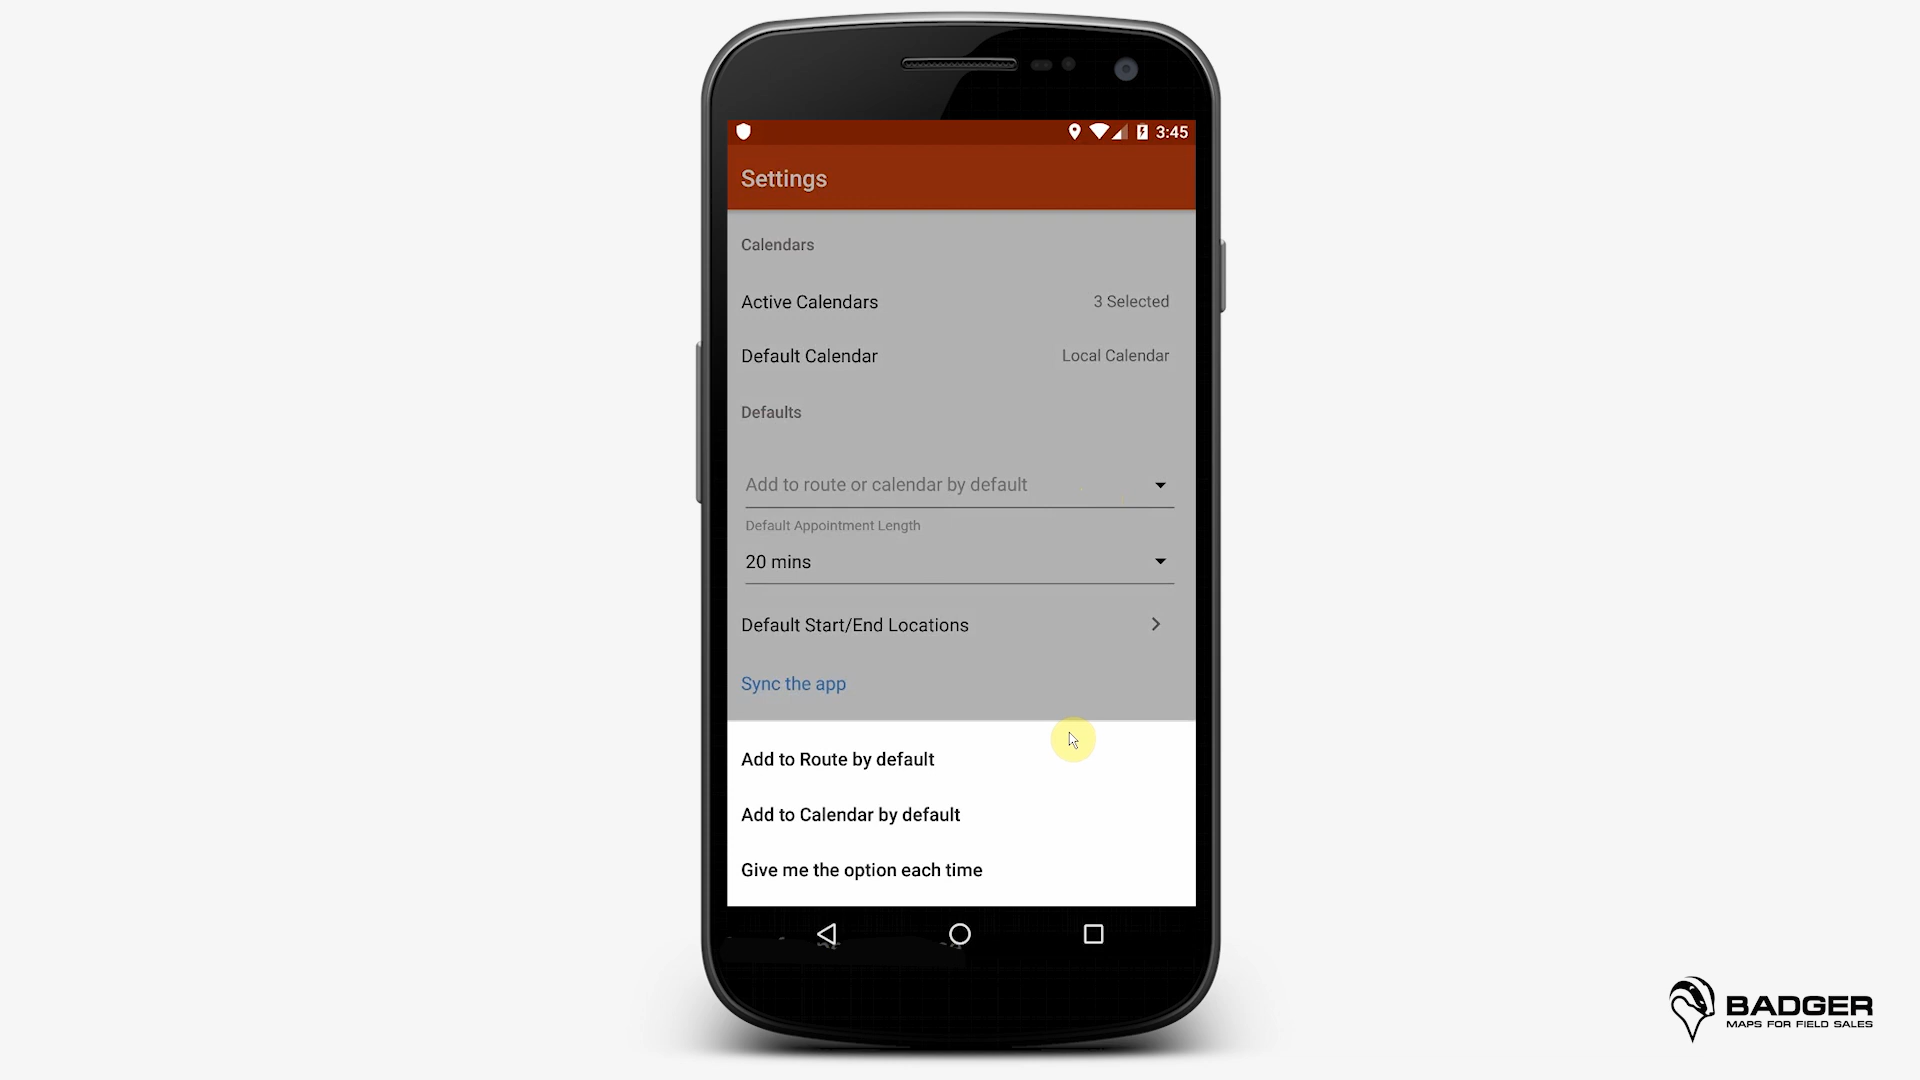 3:45
Settings
Calendars
Active Calendars 3 Selected
Default Calendar Local Calendar
Defaults
Add to route or calendar by default
Default Appointment Length
20 mins
Default Start/End Locations
Sync the app
Add to Route by default
Add to Calendar by default
Give me the option each time
BADGER
MAPS FOR FIELD SALES